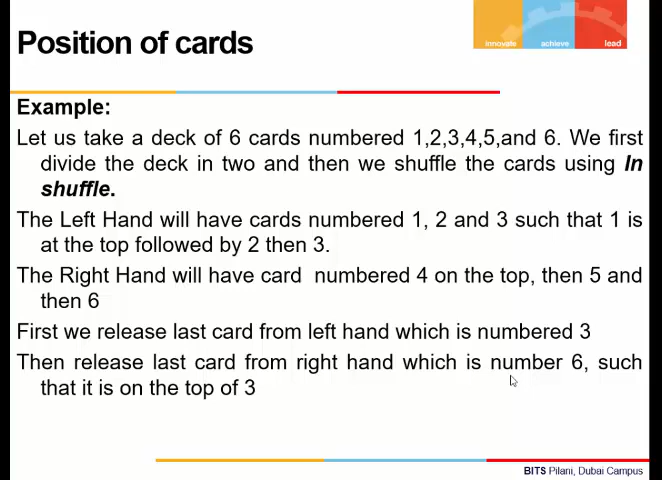 Position of cards
innovate achieve lead
Example:
Let us take a deck of 6 cards numbered 1,2,3,4,5,and 6. We first
divide the deck in two and then we shuffle the cards using In
shuffle.
The Left Hand will have cards numbered 1, 2 and 3 such that 1 is
at the top followed by 2 then 3.
The Right Hand will have card numbered 4 on the top, then 5 and
then 6
First we release last card from left hand which is numbered 3
Then release last card from right hand which is number 6, such
that it is on the top of 3
BITS Pilani, Dubai Campus